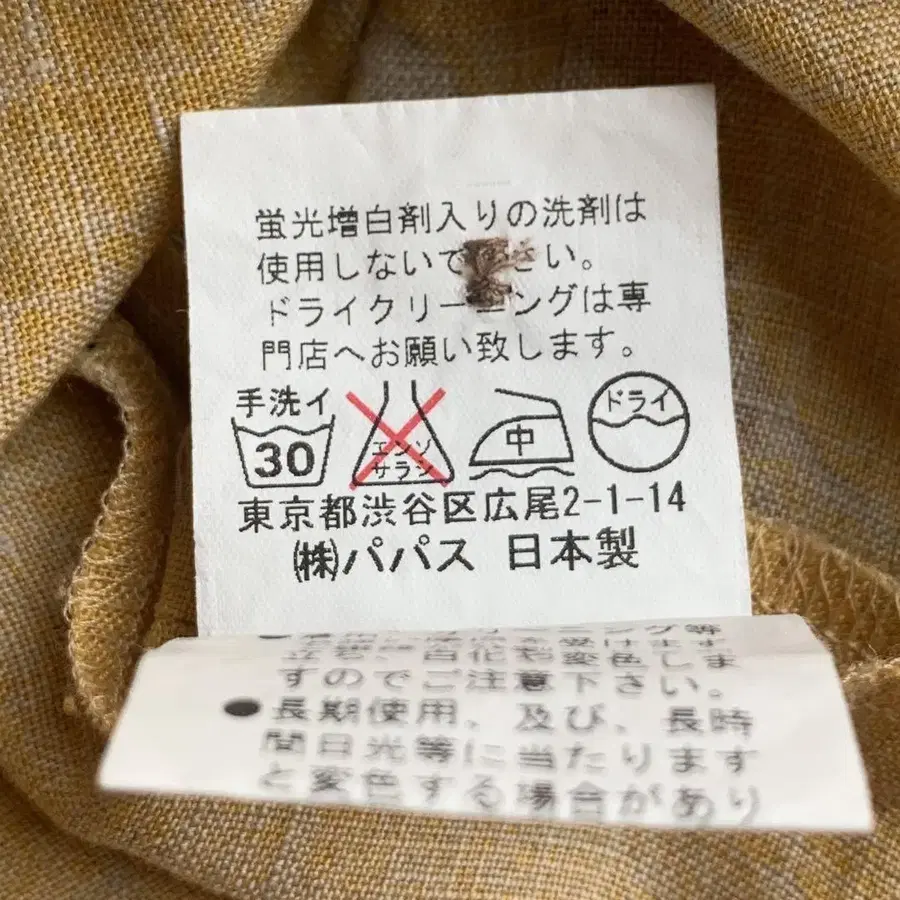 蛍光増白剤入りの洗剤は
使用しないで さい。
ドライクリーニングは専
門店へお願い致します。
手洗イ
30
エンソ
サラシ
中
ドライ
東京都渋谷区広尾2-1-14
㈱パパス 日本製
すのでご注意下さい。
●長期使用、及び、長時
間日光等に当たります
と変色する場合があり